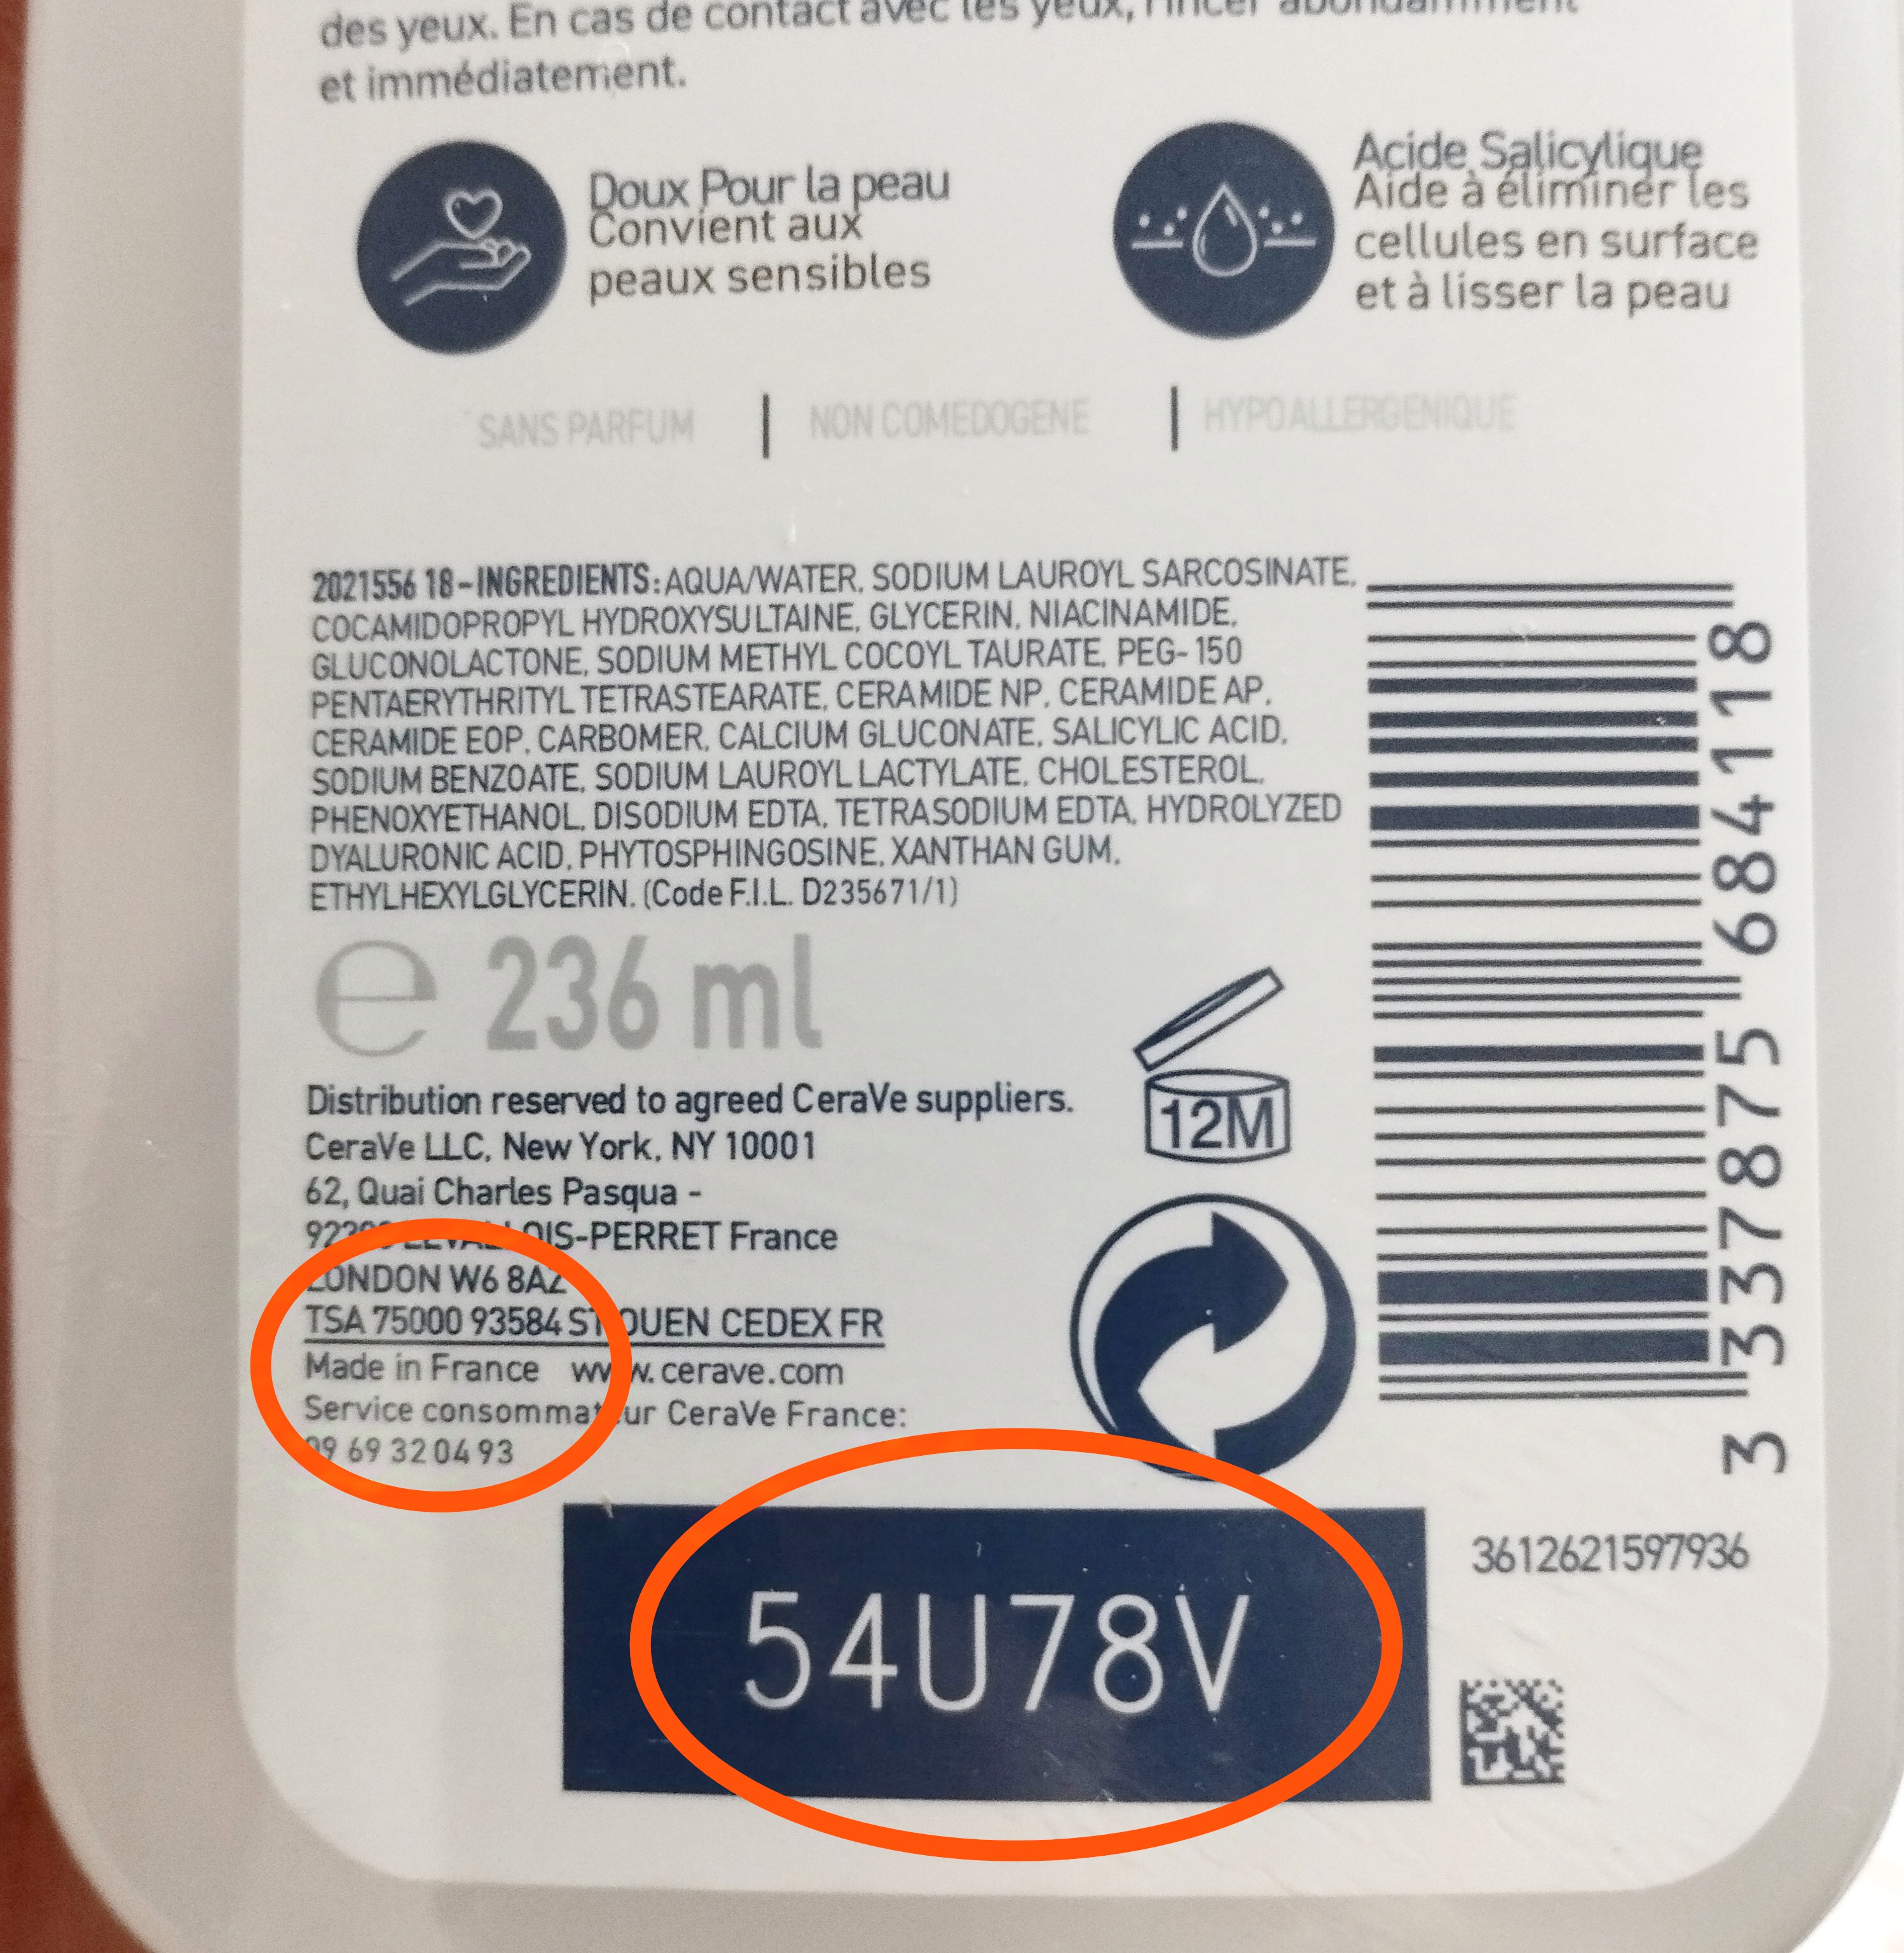 des yeux. En cas de contact avec les yeux, rincer abondamment
et immédiatement.
Doux Pour la peau
Convient aux
peaux sensibles
Acide Salicylique
Aide à éliminer les
cellules en surface
et à lisser la peau
SANS PARFUM | NON COMEDOGENE | HYPOALLERGENIQUE
2021556 18-INGREDIENTS: AQUA/WATER, SODIUM LAUROYL SARCOSINATE,
COCAMIDOPROPYL HYDROXYSULTAINE, GLYCERIN, NIACINAMIDE,
GLUCONOLACTONE, SODIUM METHYL COCOYL TAURATE, PEG-150
PENTAERYTHRITYL TETRASTEARATE, CERAMIDE NP, CERAMIDE AP,
CERAMIDE EOP, CARBOMER, CALCIUM GLUCONATE, SALICYLIC ACID,
SODIUM BENZOATE, SODIUM LAUROYL LACTYLATE, CHOLESTEROL,
PHENOXYETHANOL, DISODIUM EDTA, TETRASODIUM EDTA, HYDROLYZED
DYALURONIC ACID, PHYTOSPHINGOSINE, XANTHAN GUM,
ETHYLHEXYLGLYCERIN. (Code F.I.L. D235671/1)
e 236 ml
Distribution reserved to agreed CeraVe suppliers.
CeraVe LLC, New York, NY 10001
62, Quai Charles Pasqua -
LEVALLOIS-PERRET France
LONDON W6 8AZ
TSA 75000 93584 ST OUEN CEDEX FR
Made in France www.cerave.com
Service consommateur CeraVe France:
09 69 32 04 93
12M
3 337875 684118
54U78V
3612621597936